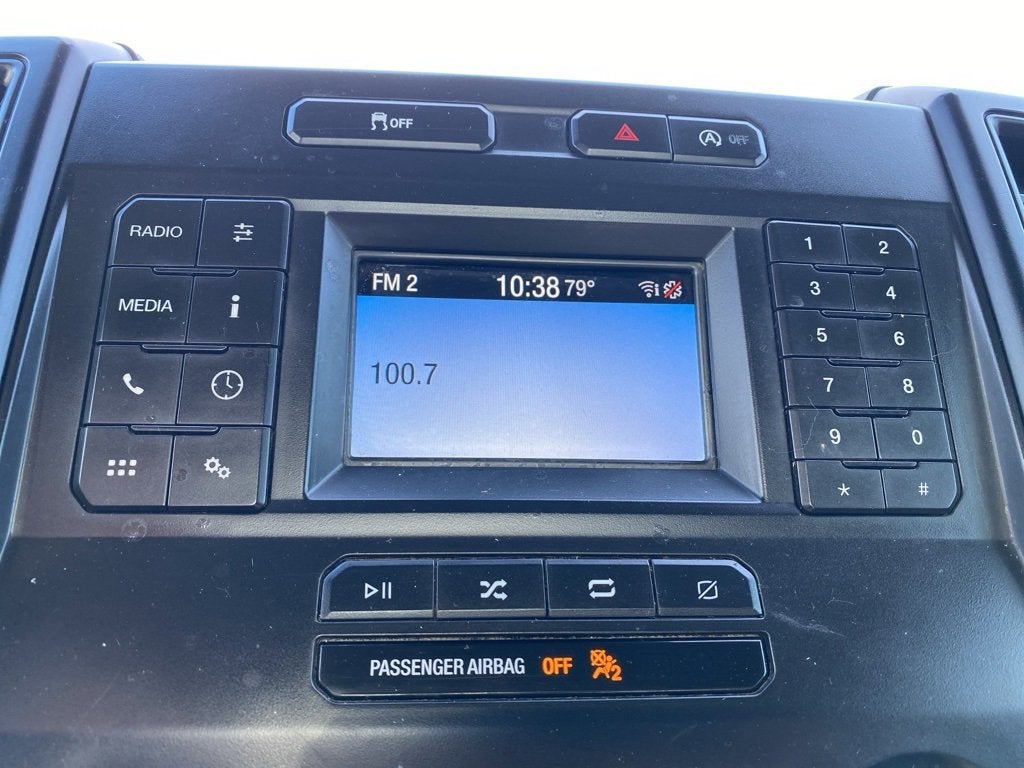 OFF
A OFF
RADIO
FM 2 10:38 79°
1 2
MEDIA i
3 4
100.7
5 6
7 8
9 0
* #
PASSENGER AIRBAG OFF 2